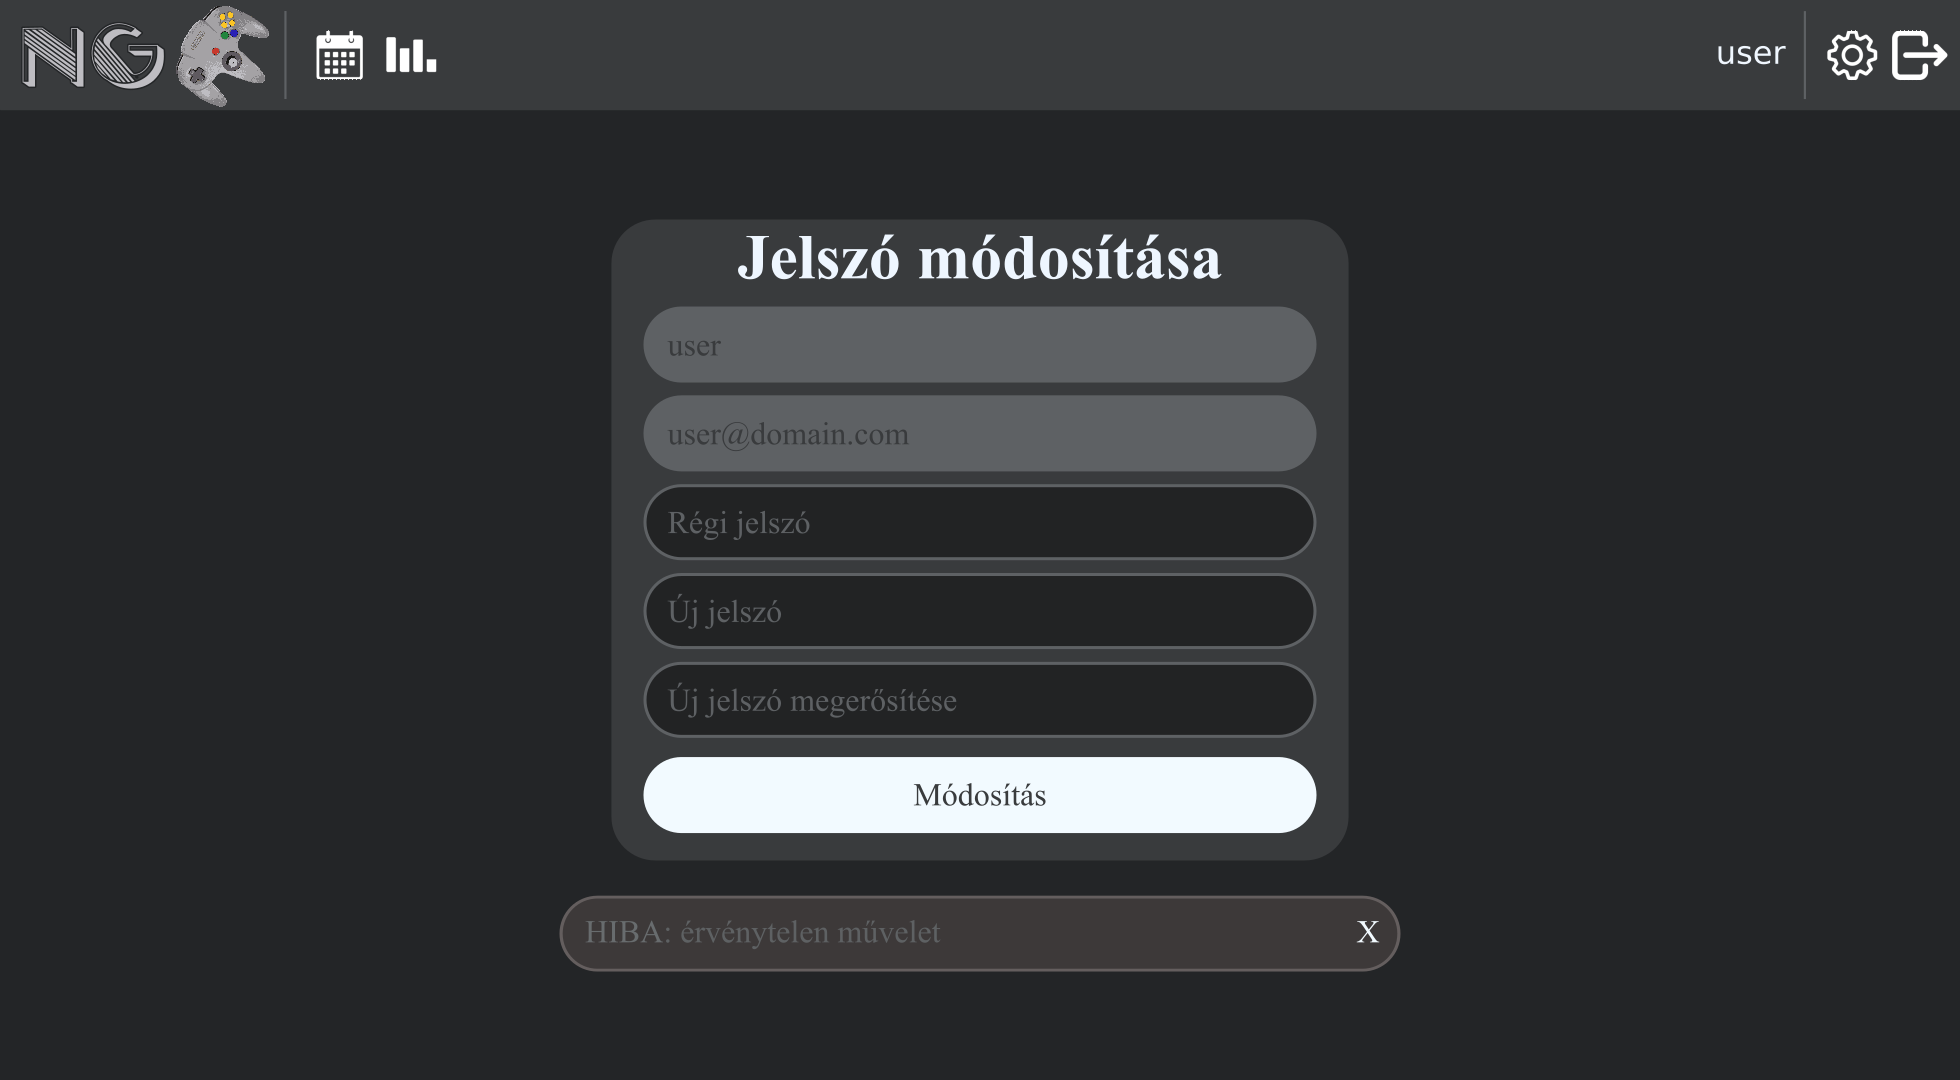 NG
user
Jelszó módosítása
user
user@domain.com
Régi jelszó
Új jelszó
Új jelszó megerősítése
Módosítás
HIBA: érvénytelen művelet X